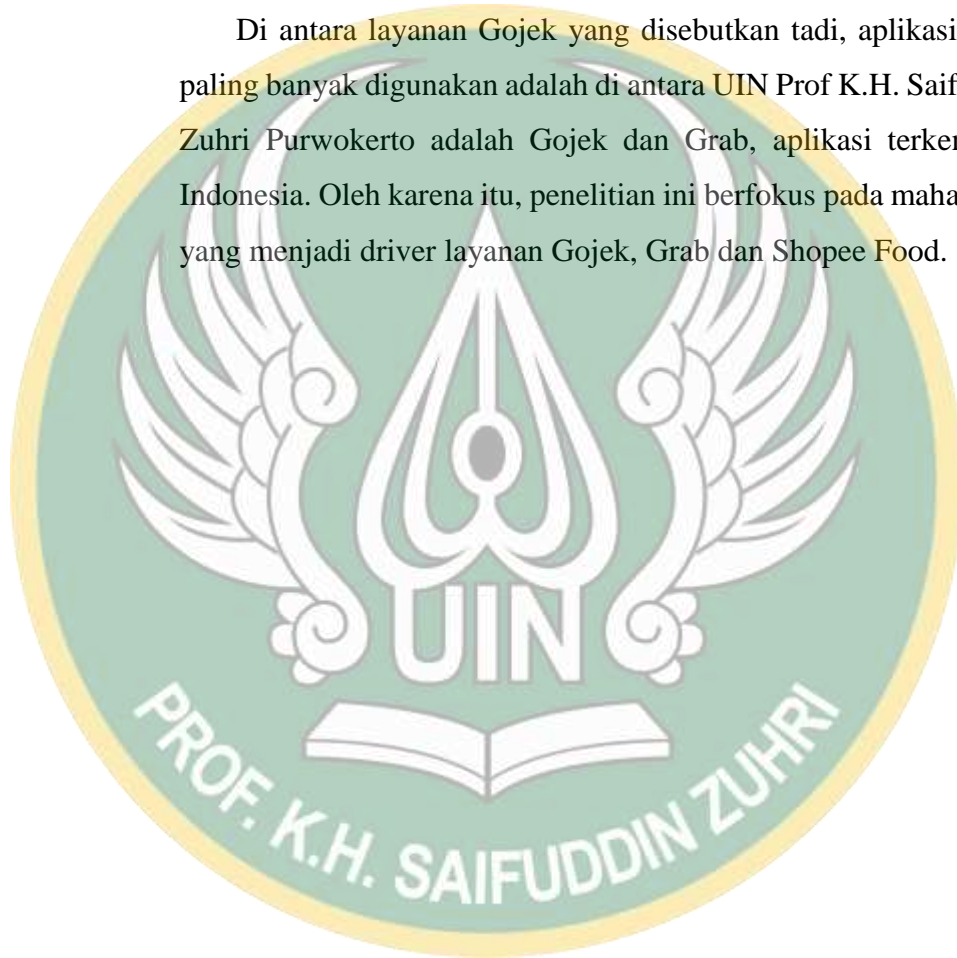 Di antara layanan Gojek yang disebutkan tadi, aplikasi
paling banyak digunakan adalah di antara UIN Prof K.H. Saif
Zuhri Purwokerto adalah Gojek dan Grab, aplikasi
Indonesia. Oleh karena itu, penelitian ini berfokus pada
yang menjadi driver layanan Gojek, Grab dan Shopee Food.
UIN
PROF. K.H. SAIFUDDIN ZUHRI